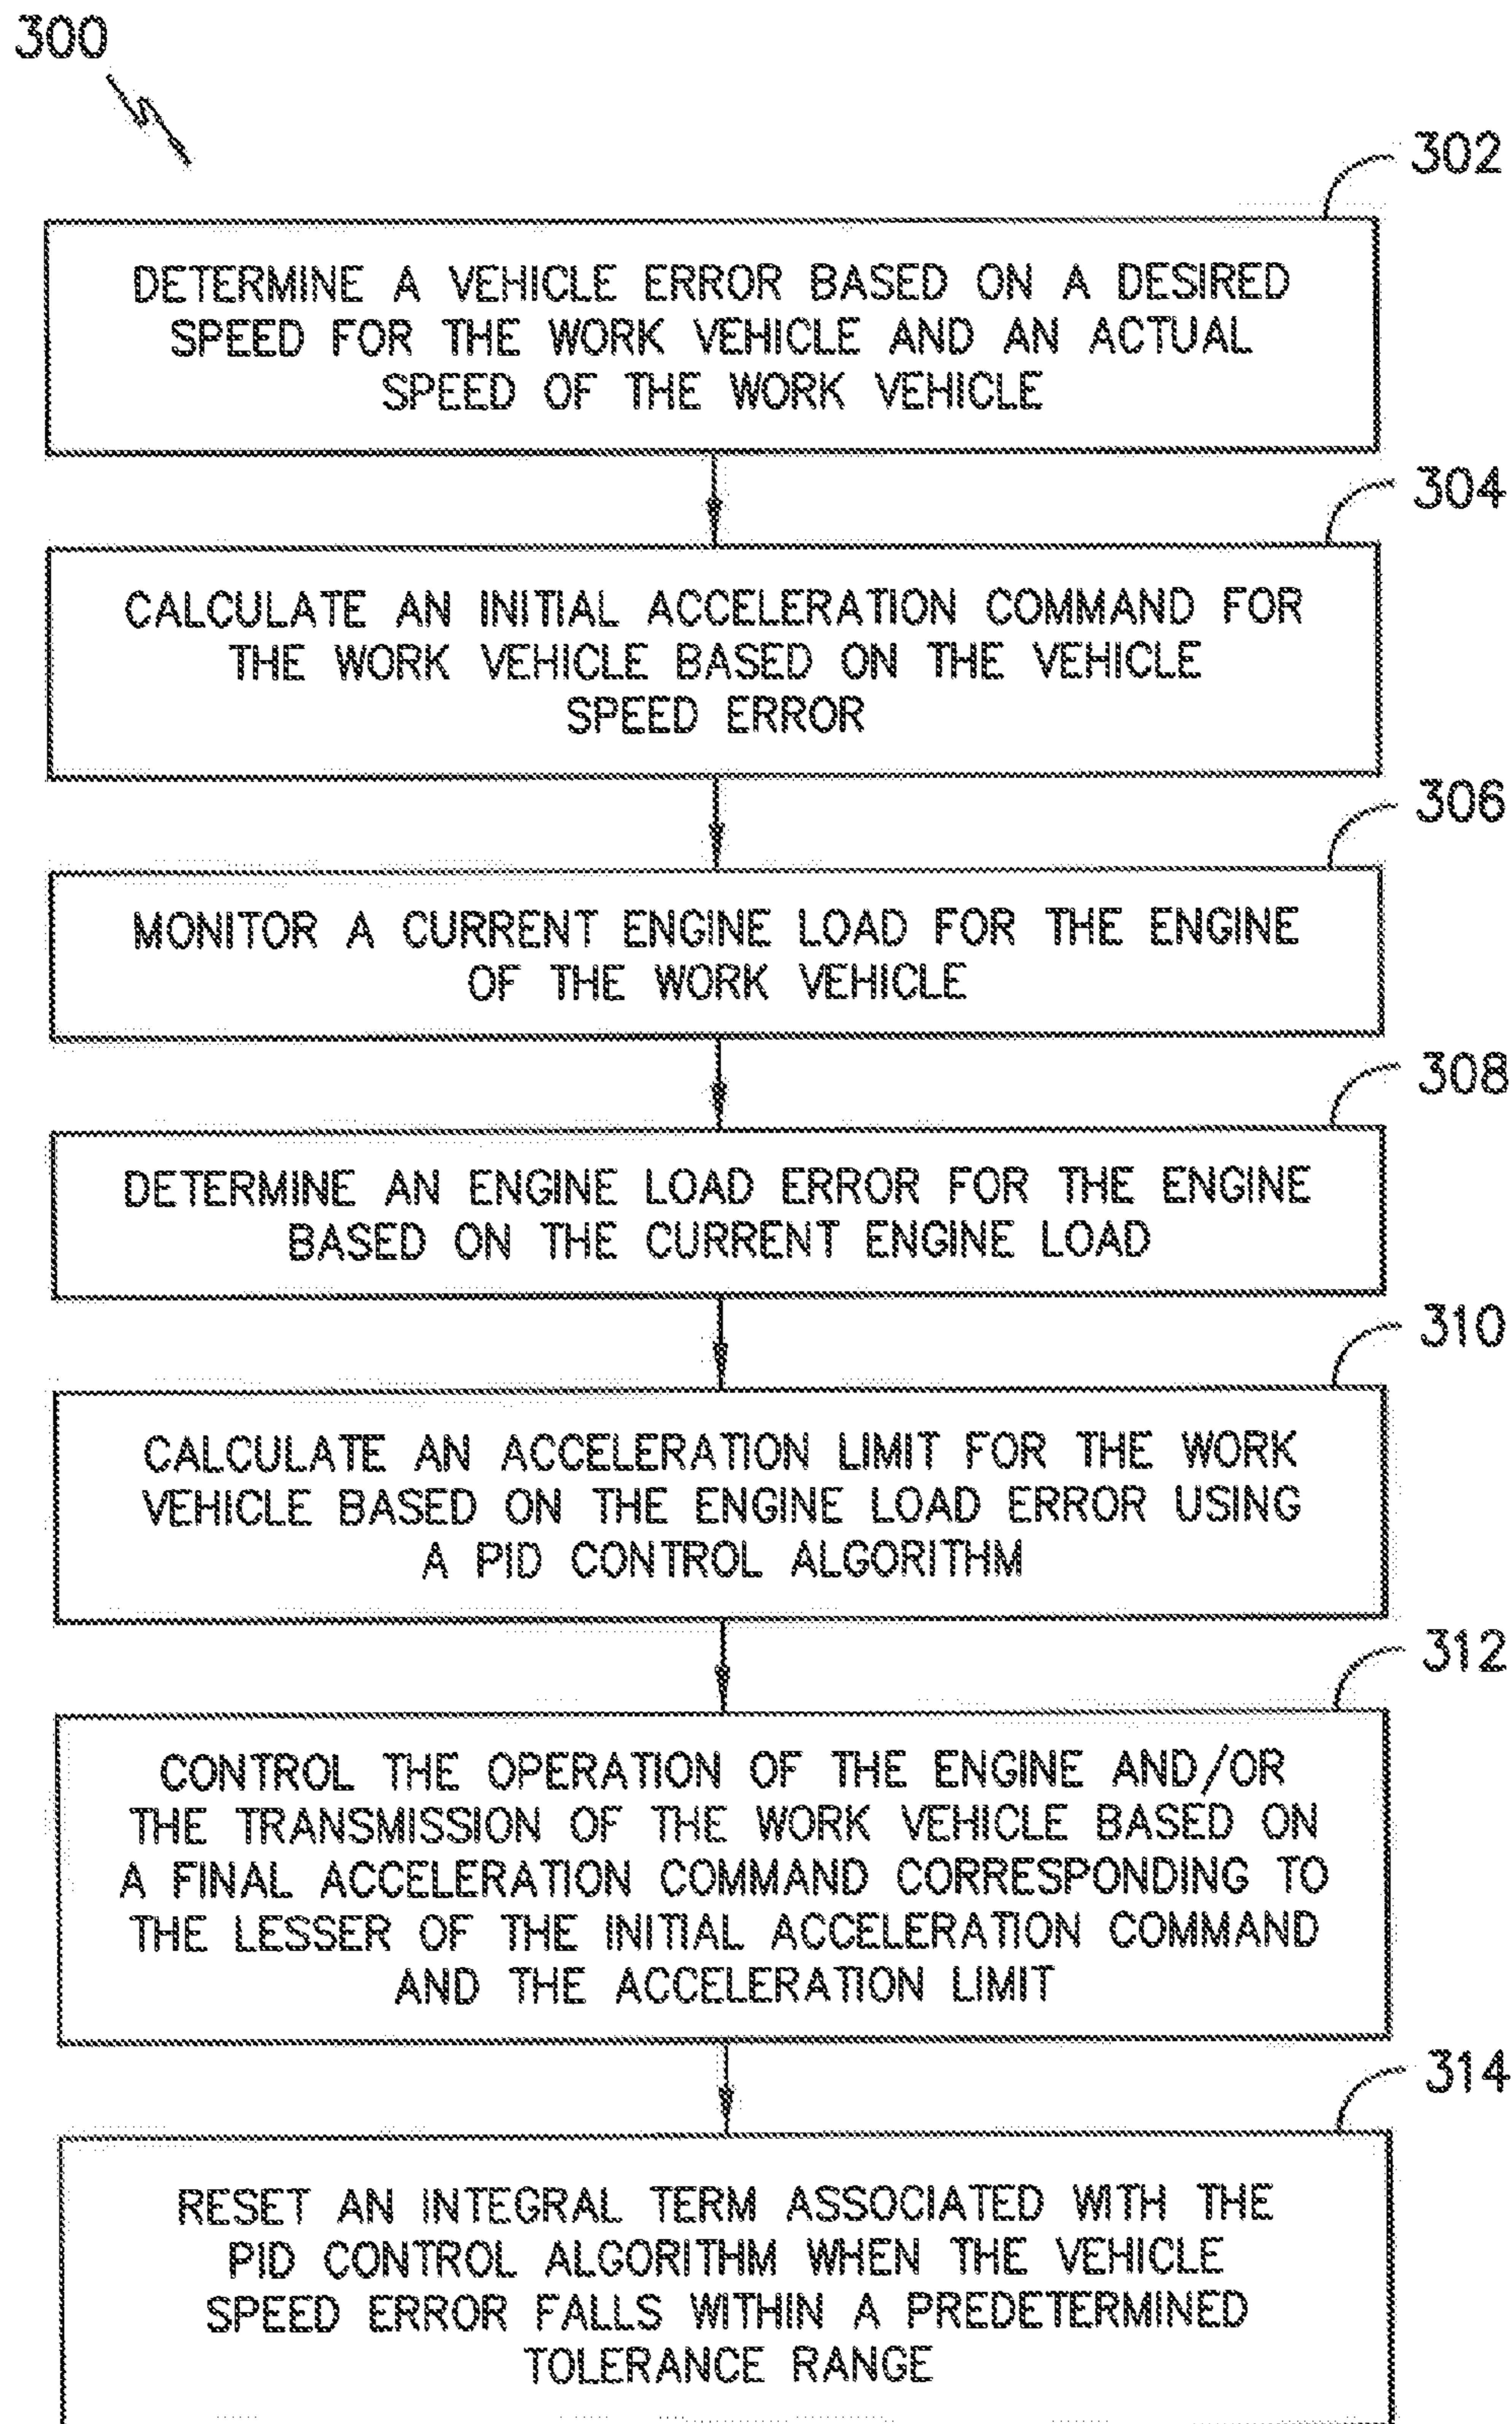 300
302
DETERMINE A VEHICLE ERROR BASED ON A DESIRED
SPEED FOR THE WORK VEHICLE AND AN ACTUAL
SPEED OF THE WORK VEHICLE
304
CALCULATE AN INITIAL ACCELERATION COMMAND FOR
THE WORK VEHICLE BASED ON THE VEHICLE
SPEED ERROR
306
MONITOR A CURRENT ENGINE LOAD FOR THE ENGINE
OF THE WORK VEHICLE
308
DETERMINE AN ENGINE LOAD ERROR FOR THE ENGINE
BASED ON THE CURRENT ENGINE LOAD
310
CALCULATE AN ACCELERATION LIMIT FOR THE WORK
VEHICLE BASED ON THE ENGINE LOAD ERROR USING
A PID CONTROL ALGORITHM
312
CONTROL THE OPERATION OF THE ENGINE AND/OR
THE TRANSMISSION OF THE WORK VEHICLE BASED ON
A FINAL ACCELERATION COMMAND CORRESPONDING TO
THE LESSER OF THE INITIAL ACCELERATION COMMAND
AND THE ACCELERATION LIMIT
314
RESET AN INTEGRAL TERM ASSOCIATED WITH THE
PID CONTROL ALGORITHM WHEN THE VEHICLE
SPEED ERROR FALLS WITHIN A PREDETERMINED
TOLERANCE RANGE